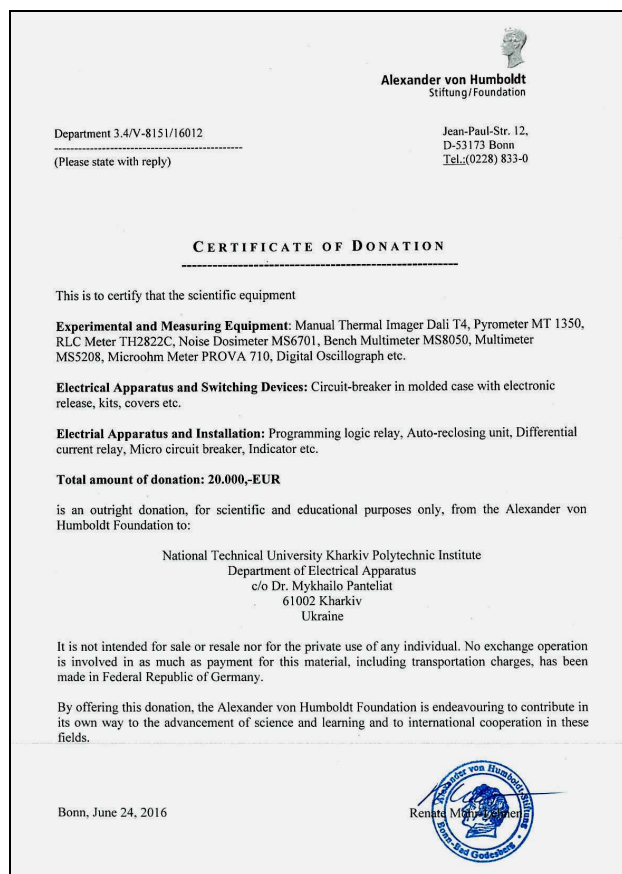 Alexander von Humboldt
Stiftung/Foundation
Department 3.4/V-8151/16012
(Please state with reply)
Jean-Paul-Str. 12,
D-53173 Bonn
Tel.:(0228) 833-0
CERTIFICATE OF DONATION
This is to certify that the scientific equipment
Experimental and Measuring Equipment: Manual Thermal Imager Dali T4, Pyrometer MT 1350,
RLC Meter TH2822C, Noise Dosimeter MS6701, Bench Multimeter MS8050, Multimeter
MS5208, Microohm Meter PROVA 710, Digital Oscillograph etc.
Electrical Apparatus and Switching Devices: Circuit-breaker in molded case with electronic
release, kits, covers etc.
Electrial Apparatus and Installation: Programming logic relay, Auto-reclosing unit, Differential
current relay, Micro circuit breaker, Indicator etc.
Total amount of donation: 20.000,-EUR
is an outright donation, for scientific and educational purposes only, from the Alexander von
Humboldt Foundation to:
National Technical University Kharkiv Polytechnic Institute
Department of Electrical Apparatus
c/o Dr. Mykhailo Panteliat
61002 Kharkiv
Ukraine
It is not intended for sale or resale nor for the private use of any individual. No exchange operation
is involved in as much as payment for this material, including transportation charges, has been
made in Federal Republic of Germany.
By offering this donation, the Alexander von Humboldt Foundation is endeavouring to contribute in
its own way to the advancement of science and learning and to international cooperation in these
fields.
Alexander von Humboldt-Stiftung
Bonn-Bad Godesberg
Bonn, June 24, 2016
Renate